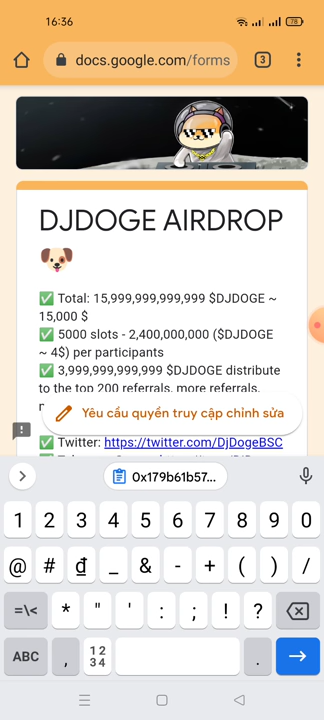 16:36
78
docs.google.com/forms
3
DJDOGE AIRDROP
✅ Total: 15,999,999,999,999 $DJDOGE ~
15,000 $
✅ 5000 slots - 2,400,000,000 ($DJDOGE
~ 4$) per participants
✅ 3,999,999,999,999 $DJDOGE distribute
to the top 200 referrals, more referrals,
Yêu cầu quyền truy cập chỉnh sửa
✅ Twitter: https://twitter.com/DjDogeBSC
0x179b61b57...
1 2 3 4 5 6 7 8 9 0
@ # ₫ _ & - + ( ) /
=\< * " ' : ; ! ?
ABC , 12 .
34